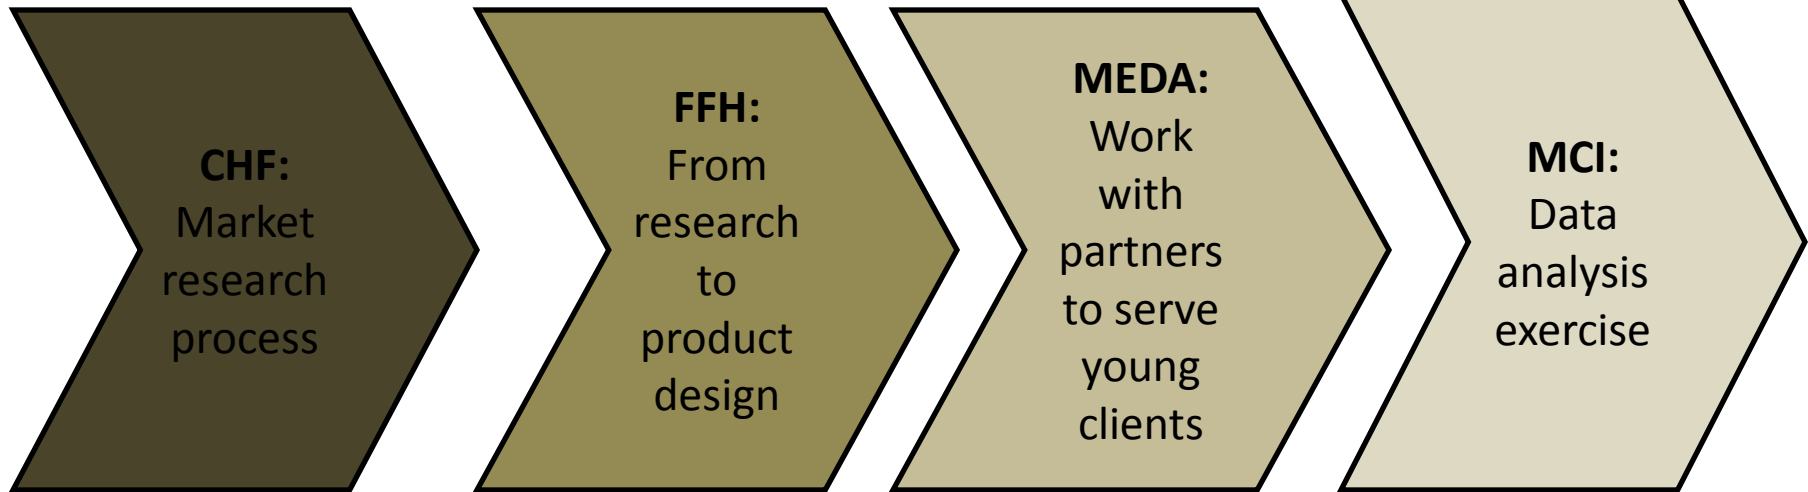 CHF:
Market
research
process
FFH:
From
research
to
product
design
MEDA:
Work
with
partners
to serve
young
clients
MCI:
Data
analysis
exercise